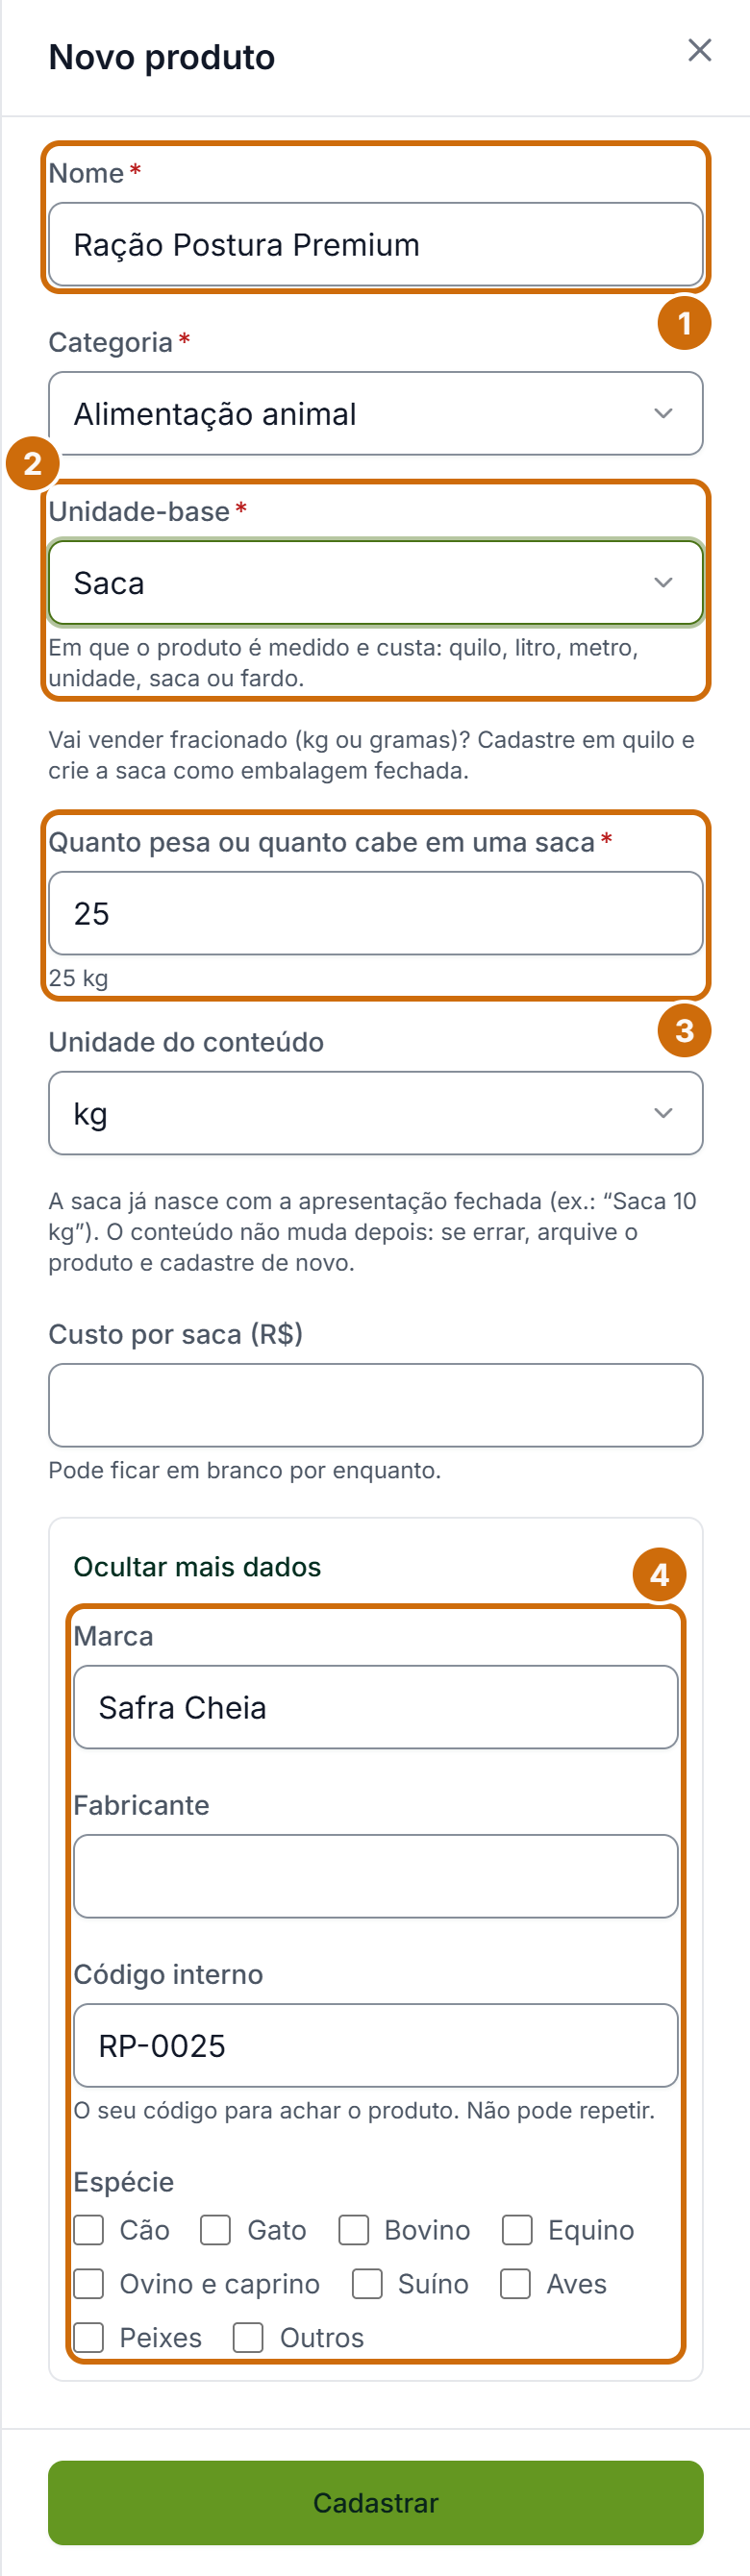 Novo produto
Nome *
Ração Postura Premium
1
Categoria *
Alimentação animal
2
Unidade-base *
Saca
Em que o produto é medido e custa: quilo, litro, metro,
unidade, saca ou fardo.
Vai vender fracionado (kg ou gramas)? Cadastre em quilo e
crie a saca como embalagem fechada.
Quanto pesa ou quanto cabe em uma saca *
25
25 kg
3
Unidade do conteúdo
kg
A saca já nasce com a apresentação fechada (ex.: “Saca 10
kg”). O conteúdo não muda depois: se errar, arquive o
produto e cadastre de novo.
Custo por saca (R$)
Pode ficar em branco por enquanto.
Ocultar mais dados
4
Marca
Safra Cheia
Fabricante
Código interno
RP-0025
O seu código para achar o produto. Não pode repetir.
Espécie
Cão Gato Bovino Equino
Ovino e caprino Suíno Aves
Peixes Outros
Cadastrar